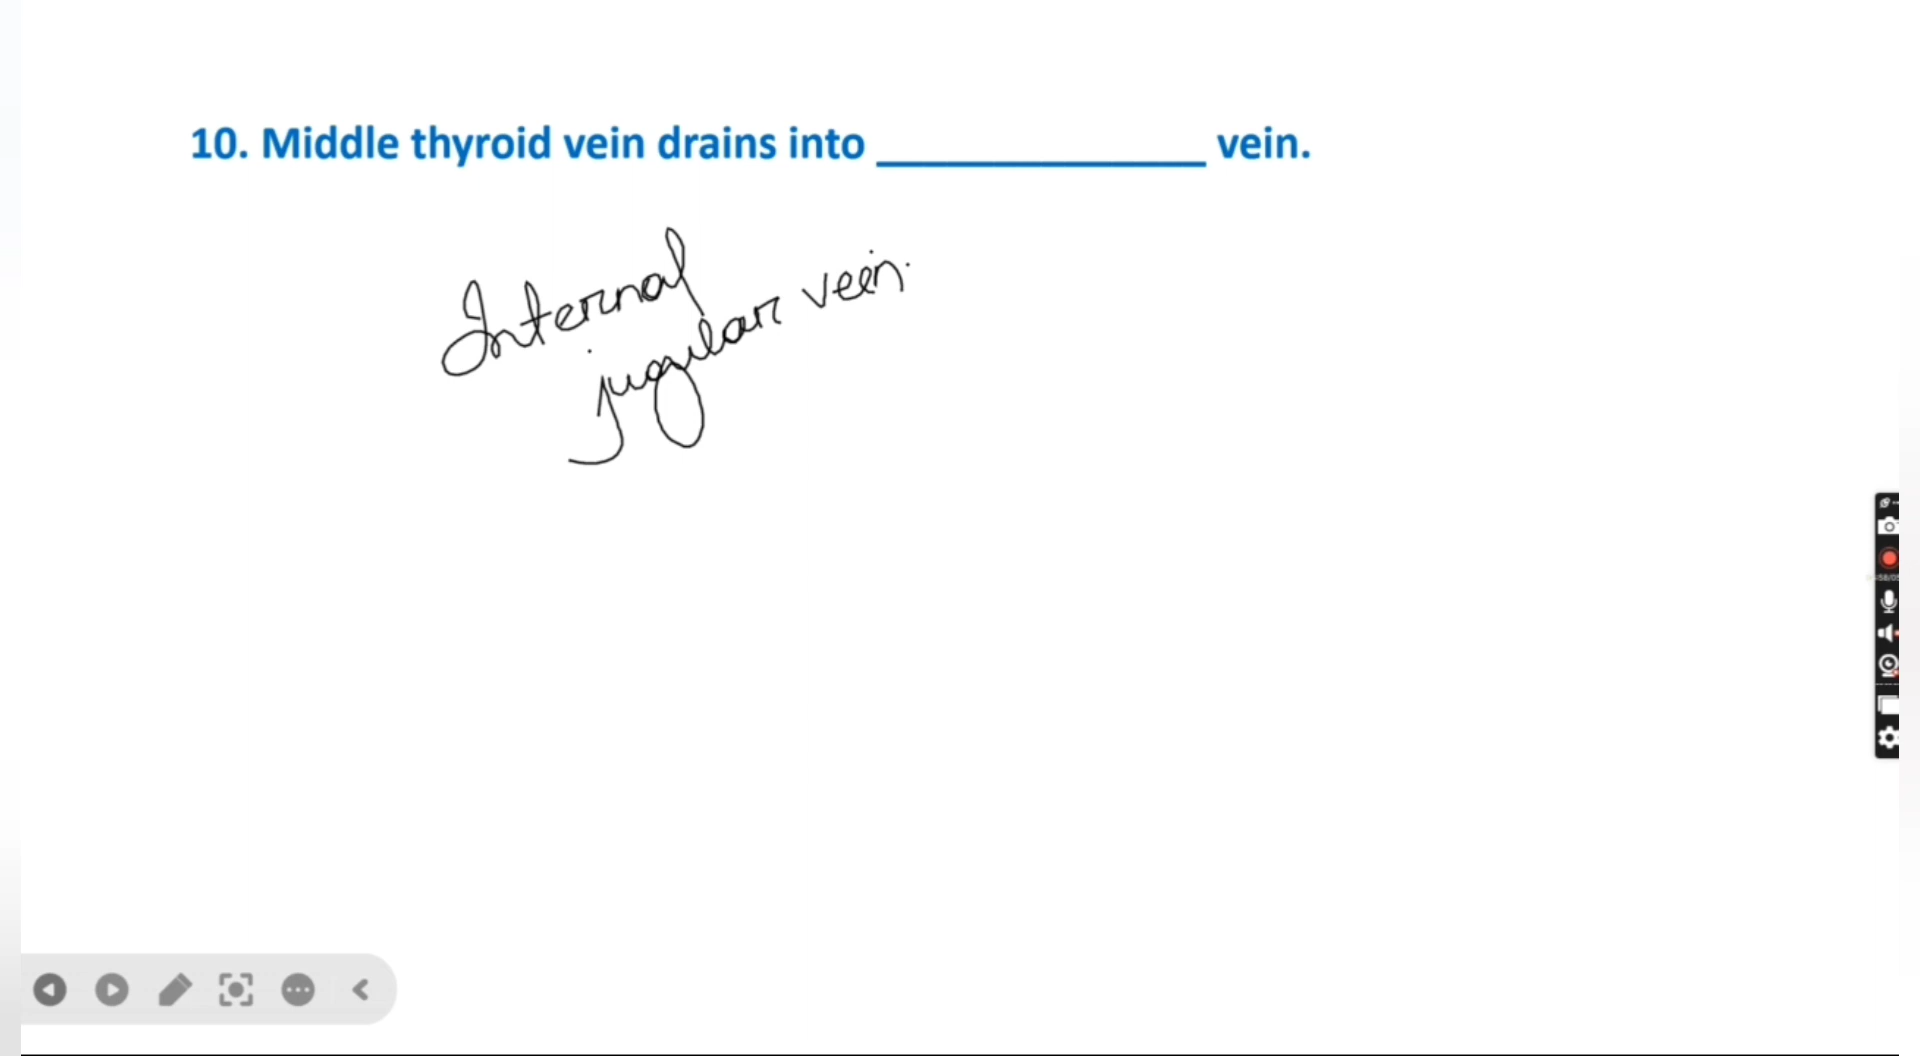 10. Middle thyroid vein drains into ______________ vein.
Internal
jugular vein.